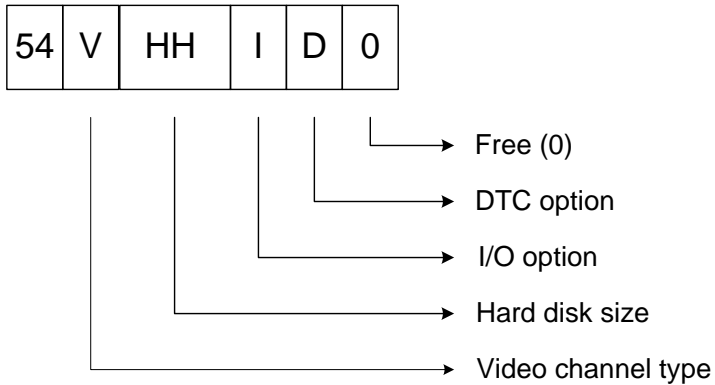 54 V HH I D 0
Free (0)
DTC option
I/O option
Hard disk size
Video channel type